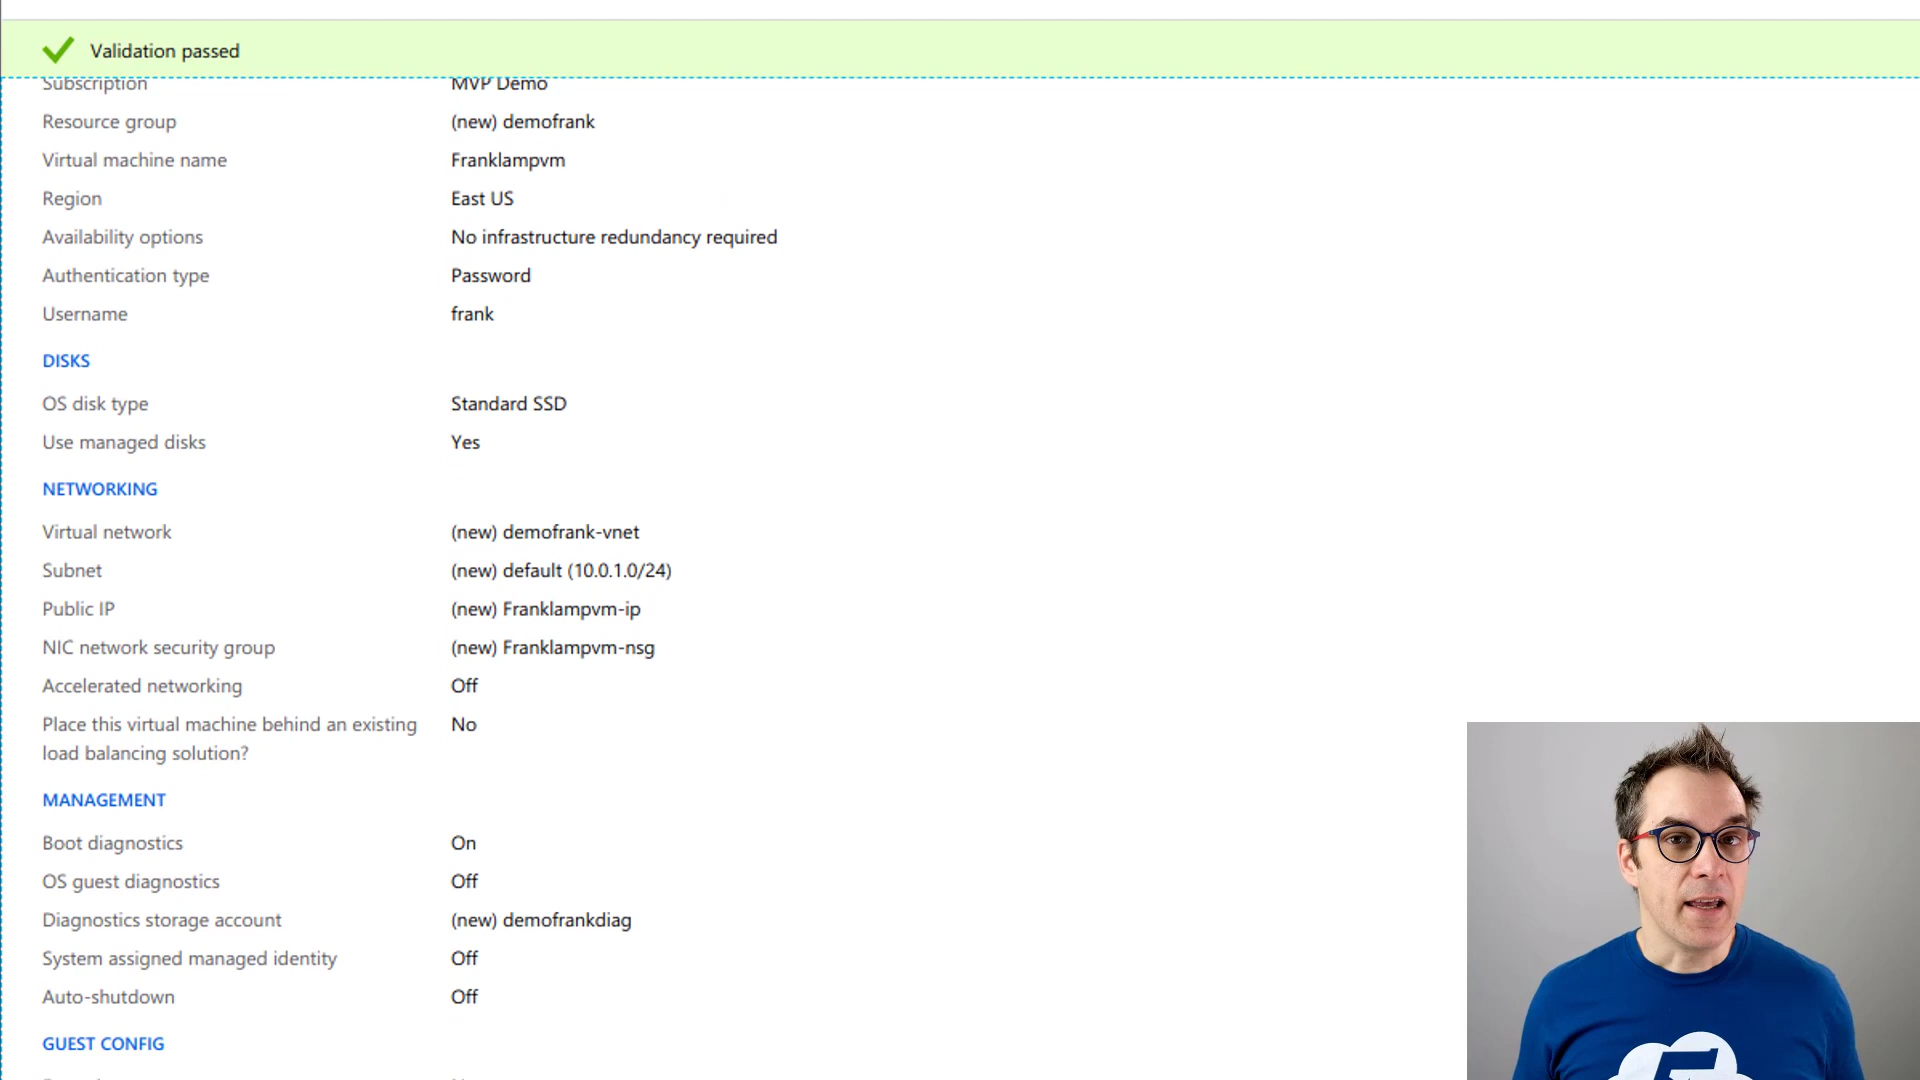 Validation passed
Subscription MVP Demo
Resource group (new) demofrank
Virtual machine name Franklampvm
Region East US
Availability options No infrastructure redundancy required
Authentication type Password
Username frank
DISKS
OS disk type Standard SSD
Use managed disks Yes
NETWORKING
Virtual network (new) demofrank-vnet
Subnet (new) default (10.0.1.0/24)
Public IP (new) Franklampvm-ip
NIC network security group (new) Franklampvm-nsg
Accelerated networking Off
Place this virtual machine behind an existing No
load balancing solution?
MANAGEMENT
Boot diagnostics On
OS guest diagnostics Off
Diagnostics storage account (new) demofrankdiag
System assigned managed identity Off
Auto-shutdown Off
GUEST CONFIG